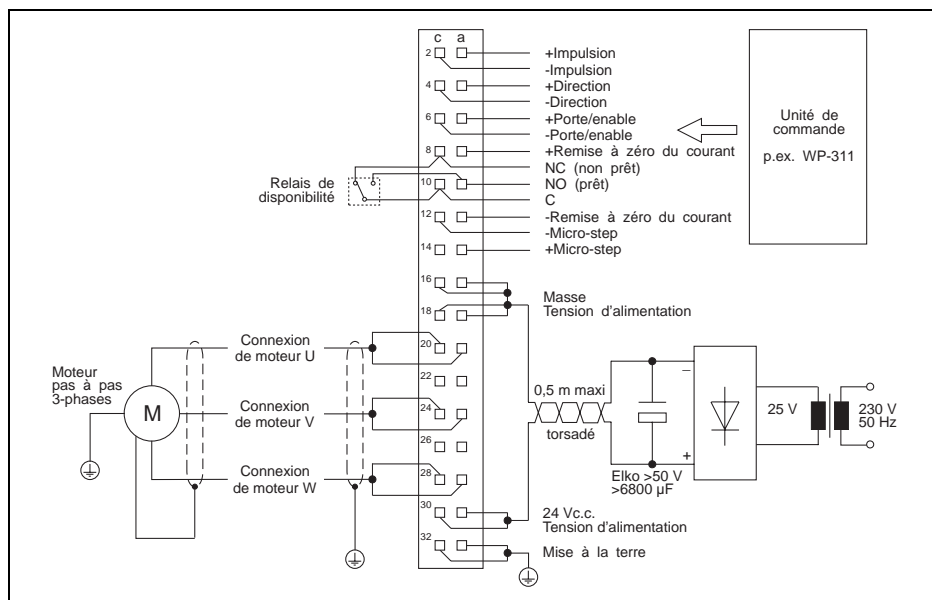 c a
2
+Impulsion
-Impulsion
4
+Direction
-Direction
6
+Porte/enable
-Porte/enable
8
+Remise à zéro du courant
NC (non prêt)
10
NO (prêt)
C
12
-Remise à zéro du courant
-Micro-step
14
+Micro-step
Unité de
commande
p.ex. WP-311
Relais de
disponibilité
16
18
Masse
Tension d'alimentation
20
22
24
26
28
30
32
Connexion
de moteur U
Moteur
pas à pas
3-phases
M
Connexion
de moteur V
Connexion
de moteur W
0,5 m maxi
torsadé
–
+
Elko >50 V
>6800 µF
25 V
230 V
50 Hz
24 Vc.c.
Tension d'alimentation
Mise à la terre